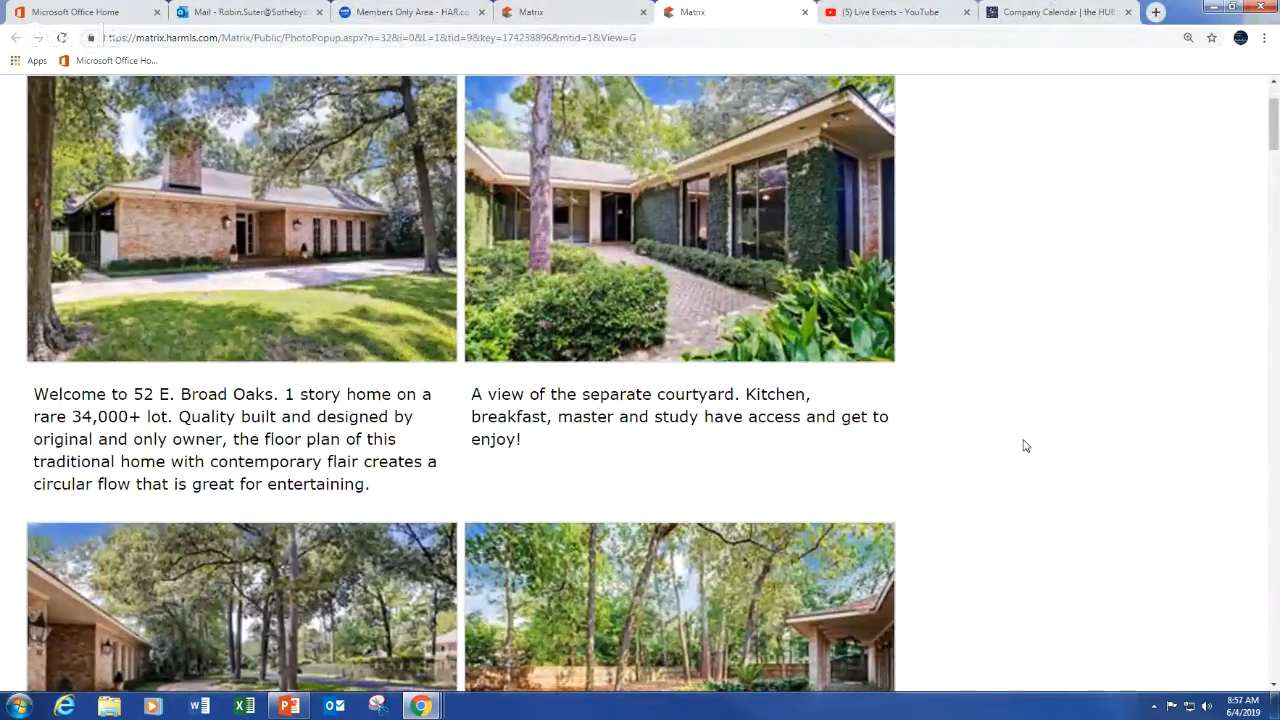 Microsoft Office Home
Mail - Robin.Suter@Sothebys
Members Only Area - HAR.co
Matrix
Matrix
(5) Live Events - YouTube
Company Calendar | the HUB
ttps://matrix.harmls.com/Matrix/Public/PhotoPopup.aspx?n=32&i=0&L=1&tid=9&key=174238896&mtid=1&View=G
Apps
Microsoft Office Ho...
Welcome to 52 E. Broad Oaks. 1 story home on a
rare 34,000+ lot. Quality built and designed by
original and only owner, the floor plan of this
traditional home with contemporary flair creates a
circular flow that is great for entertaining.
A view of the separate courtyard. Kitchen,
breakfast, master and study have access and get to
enjoy!
8:57 AM
6/4/2019